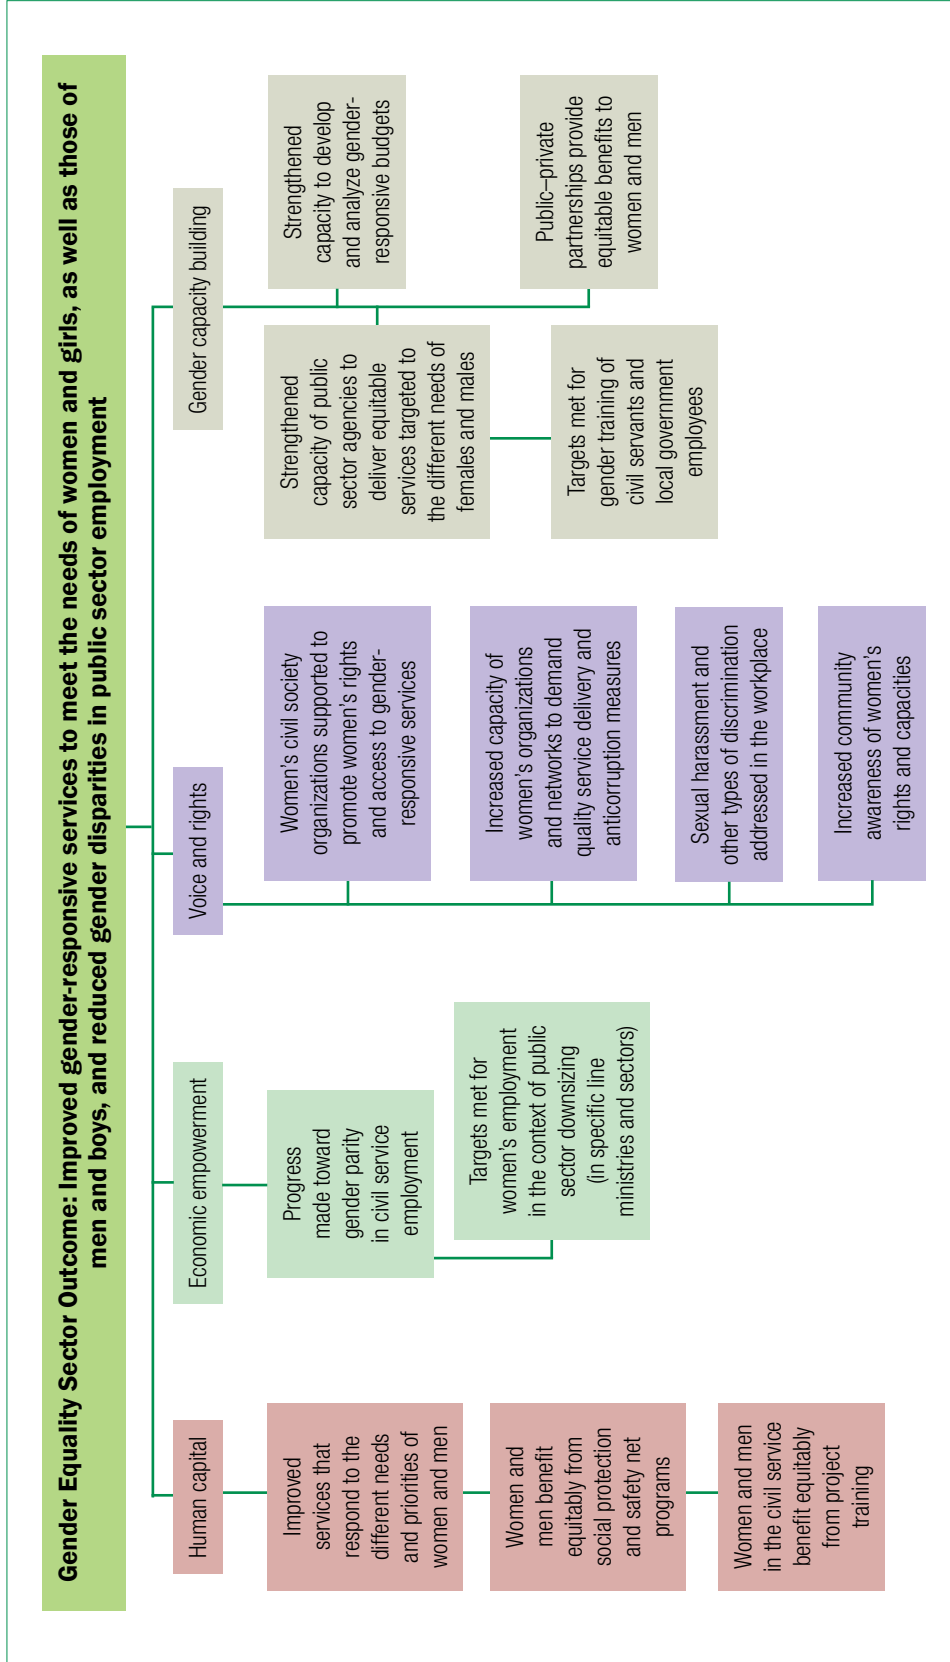 Gender Equality Sector Outcome: Improved gender-responsive services to meet the needs of women and girls, as well as those of
men and boys, and reduced gender disparities in public sector employment
Human capital
Improved
services that
respond to the
different needs
and priorities of
women and men
Women and
men benefit
equitably from
social protection
and safety net
programs
Women and men
in the civil service
benefit equitably
from project
training
Economic empowerment
Progress
made toward
gender parity
in civil service
employment
Targets met for
women’s employment
in the context of public
sector downsizing
(in specific line
ministries and sectors)
Voice and rights
Women’s civil society
organizations supported to
promote women’s rights
and access to gender-
responsive services
Increased capacity of
women’s organizations
and networks to demand
quality service delivery and
anticorruption measures
Sexual harassment and
other types of discrimination
addressed in the workplace
Increased community
awareness of women’s
rights and capacities
Gender capacity building
Strengthened
capacity of public
sector agencies to
deliver equitable
services targeted to
the different needs of
females and males
Targets met for
gender training of
civil servants and
local government
employees
Strengthened
capacity to develop
and analyze gender-
responsive budgets
Public–private
partnerships provide
equitable benefits to
women and men